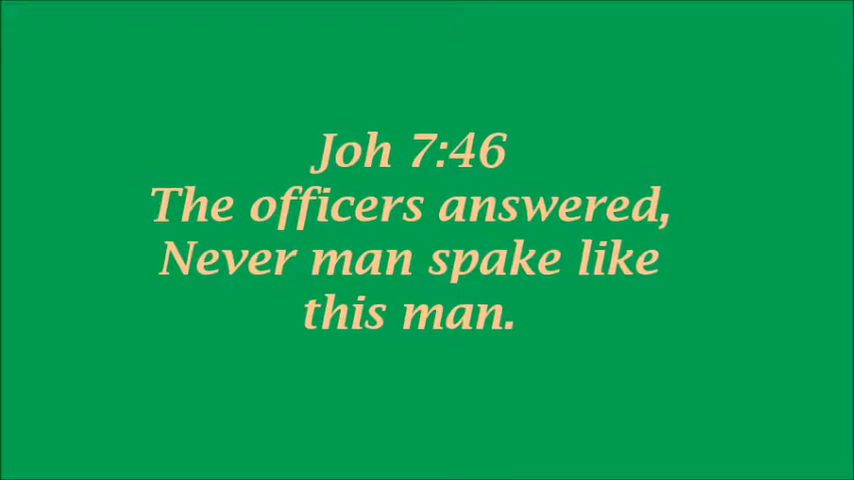 Joh 7:46
The officers answered,
Never man spake like
this man.